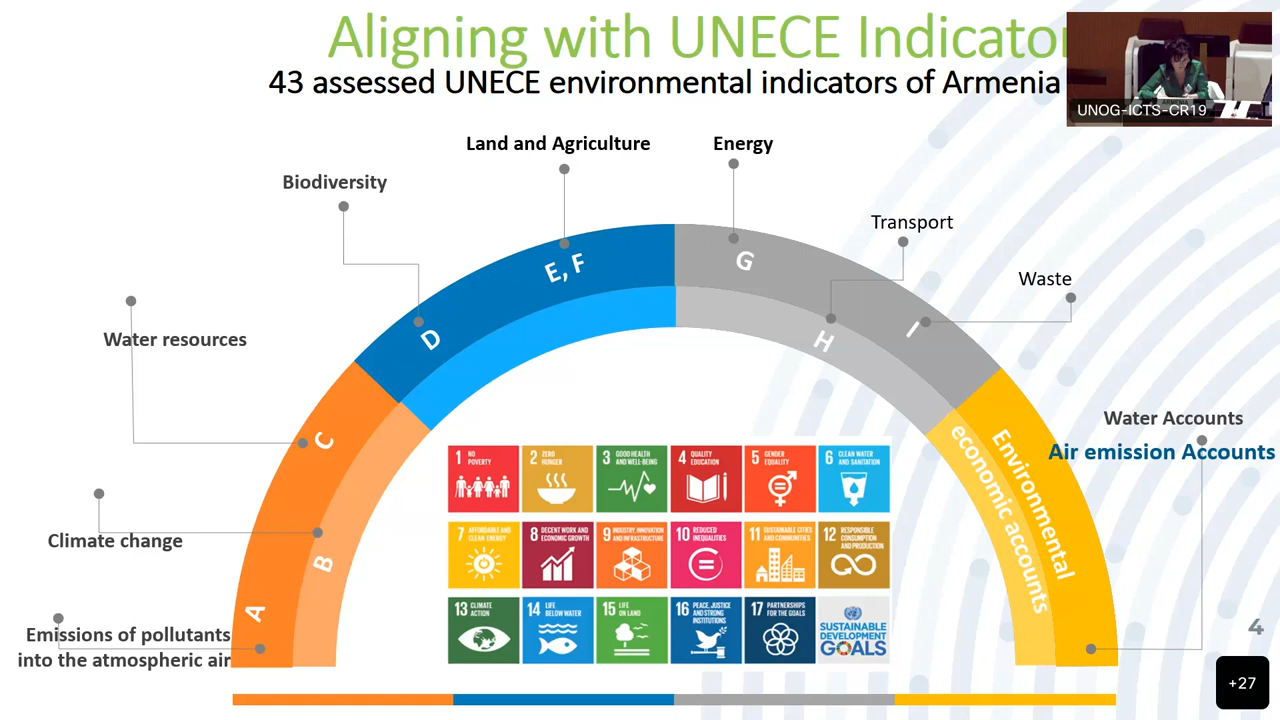 Aligning with UNECE Indicator
43 assessed UNECE environmental indicators of Armenia
UNOG-ICTS-CR19
Land and Agriculture
Energy
Biodiversity
Transport
Waste
Water resources
Climate change
Emissions of pollutants
into the atmospheric air
Water Accounts
Air emission Accounts
A
B
C
D
E, F
G
H
I
Environmental
economic accounts
1 NO
POVERTY
2 ZERO
HUNGER
3 GOOD HEALTH
AND WELL-BEING
4 QUALITY
EDUCATION
5 GENDER
EQUALITY
6 CLEAN WATER
AND SANITATION
7 AFFORDABLE AND
CLEAN ENERGY
8 DECENT WORK AND
ECONOMIC GROWTH
9 INDUSTRY, INNOVATION
AND INFRASTRUCTURE
10 REDUCED
INEQUALITIES
11 SUSTAINABLE CITIES
AND COMMUNITIES
12 RESPONSIBLE
CONSUMPTION
AND PRODUCTION
13 CLIMATE
ACTION
14 LIFE
BELOW WATER
15 LIFE
ON LAND
16 PEACE, JUSTICE
AND STRONG
INSTITUTIONS
17 PARTNERSHIPS
FOR THE GOALS
SUSTAINABLE
DEVELOPMENT
GOALS
4
+27